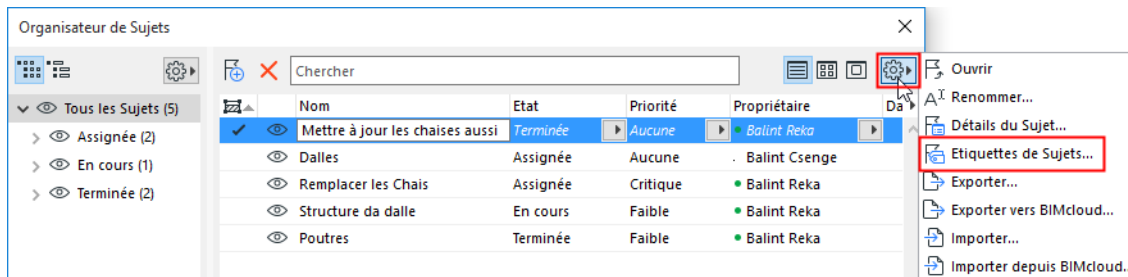 Organisateur de Sujets
Chercher
Tous les Sujets (5)
Assignée (2)
En cours (1)
Terminée (2)
Nom Etat Priorité Propriétaire Da
Mettre à jour les chaises aussi Terminée Aucune Balint Reka
Dalles Assignée Aucune Balint Csenge
Remplacer les Chais Assignée Critique Balint Reka
Structure da dalle En cours Faible Balint Reka
Poutres Terminée Faible Balint Reka
Ouvrir
Renommer...
Détails du Sujet...
Etiquettes de Sujets...
Exporter...
Exporter vers BIMcloud...
Importer...
Importer depuis BIMcloud.